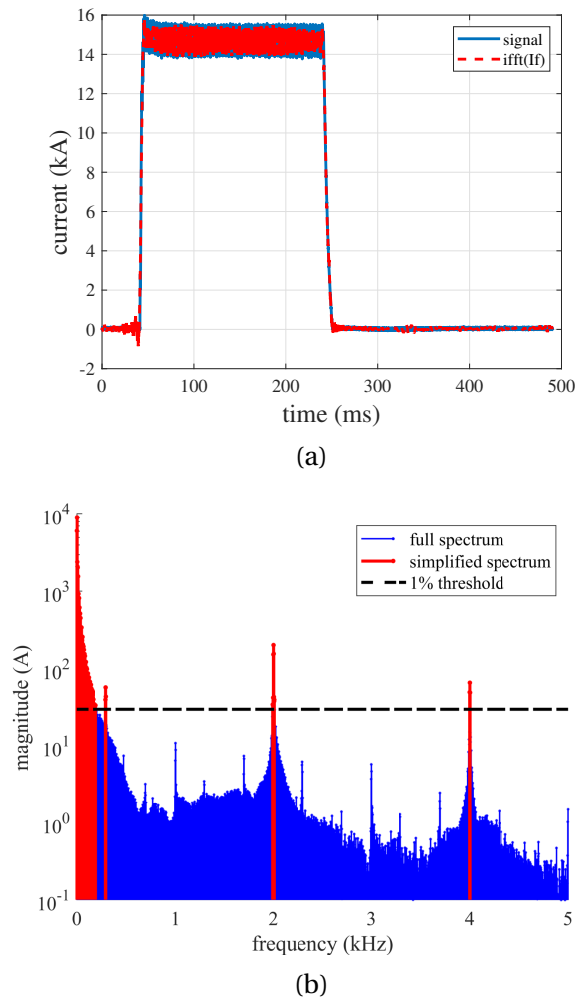 16
14
12
10
8
6
4
2
0
-2
current (kA)
signal
ifft(If)
0 100 200 300 400 500
time (ms)
(a)
10^4
10^3
10^2
10^1
10^0
10^-1
magnitude (A)
full spectrum
simplified spectrum
1% threshold
0 1 2 3 4 5
frequency (kHz)
(b)